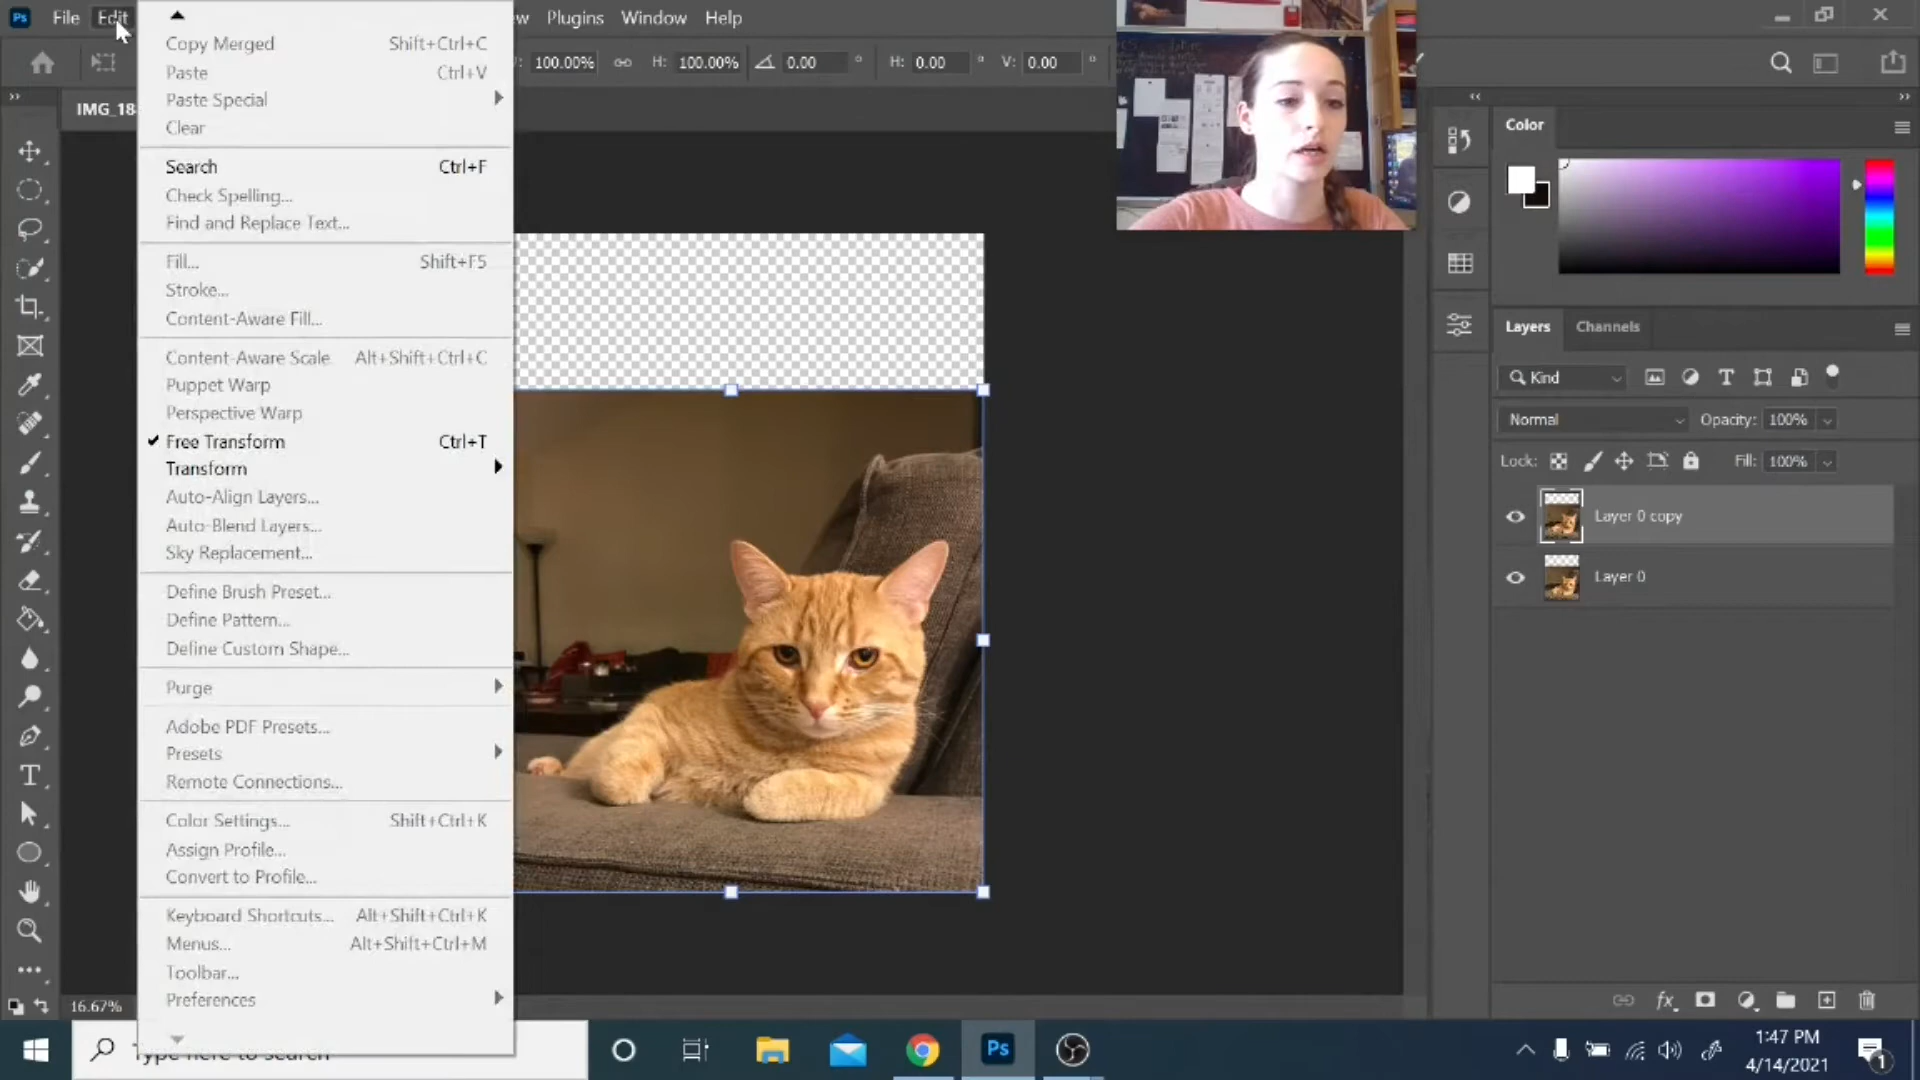 Ps File Edit Plugins Window Help
100.00% H: 100.00% 0.00 ° H: 0.00 ° V: 0.00 °
IMG_18
Copy Merged Shift+Ctrl+C
Paste Ctrl+V
Paste Special
Clear
Search Ctrl+F
Check Spelling...
Find and Replace Text...
Fill... Shift+F5
Stroke...
Content-Aware Fill...
Content-Aware Scale Alt+Shift+Ctrl+C
Puppet Warp
Perspective Warp
Free Transform Ctrl+T
Transform
Auto-Align Layers...
Auto-Blend Layers...
Sky Replacement...
Define Brush Preset...
Define Pattern...
Define Custom Shape...
Purge
Adobe PDF Presets...
Presets
Remote Connections...
Color Settings... Shift+Ctrl+K
Assign Profile...
Convert to Profile...
Keyboard Shortcuts... Alt+Shift+Ctrl+K
Menus... Alt+Shift+Ctrl+M
Toolbar...
Preferences
Color
Layers Channels
Kind
Normal Opacity: 100%
Lock: Fill: 100%
Layer 0 copy
Layer 0
16.67%
Type here to search
Ps
1:47 PM
4/14/2021
1